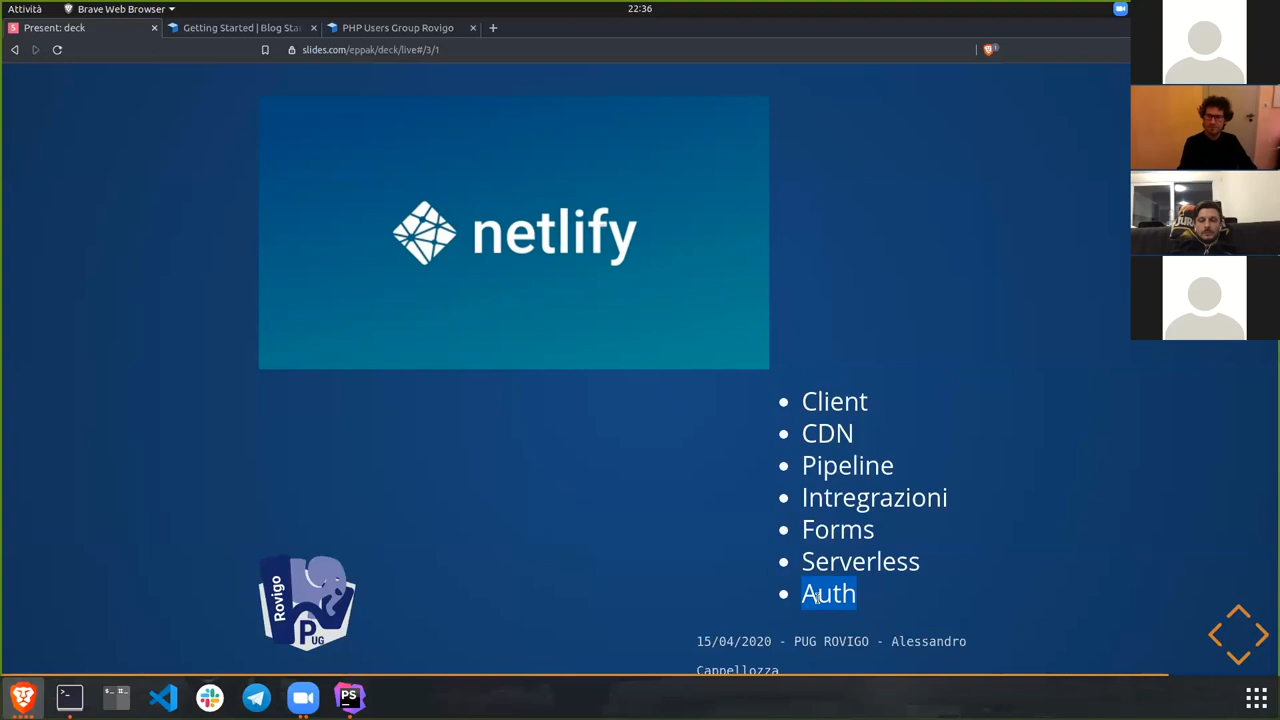 Attività
Brave Web Browser
22:36
Present: deck
Getting Started | Blog Sta
PHP Users Group Rovigo
slides.com/eppak/deck/live#/3/1
1
netlify
Client
CDN
Pipeline
Intregrazioni
Forms
Serverless
Auth
Rovigo
PUG
15/04/2020 - PUG ROVIGO - Alessandro
Cappellozza
PS